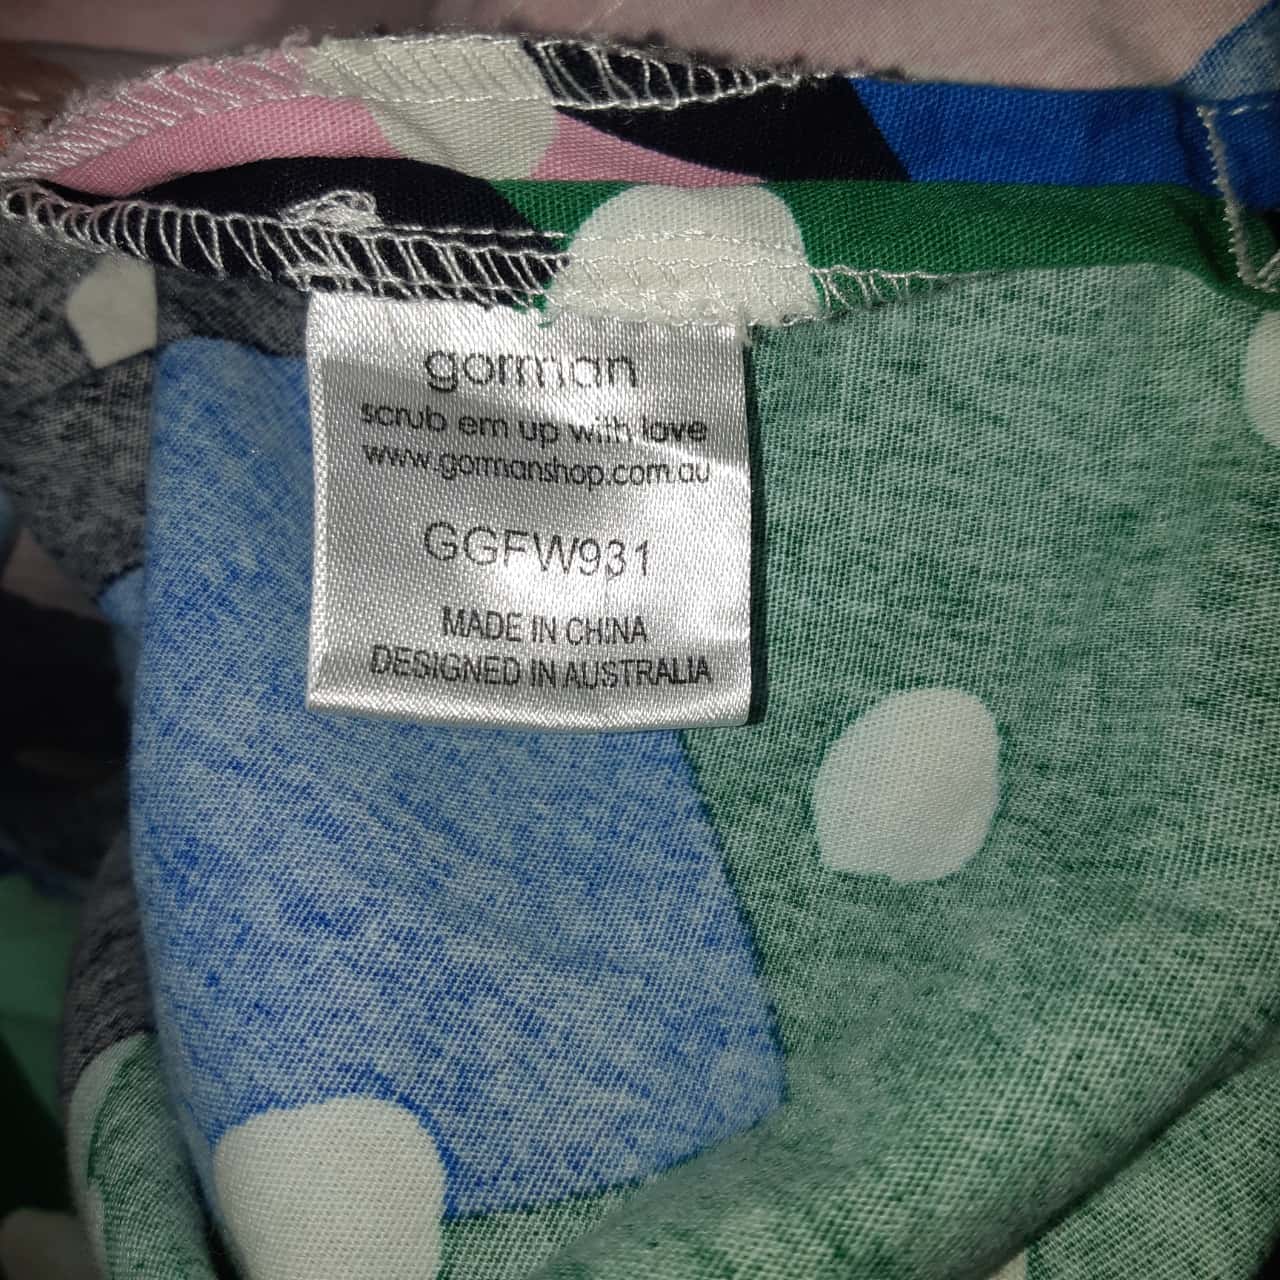 gorman
scrub em up with love
www.gormanshop.com.au
GGFW931
MADE IN CHINA
DESIGNED IN AUSTRALIA